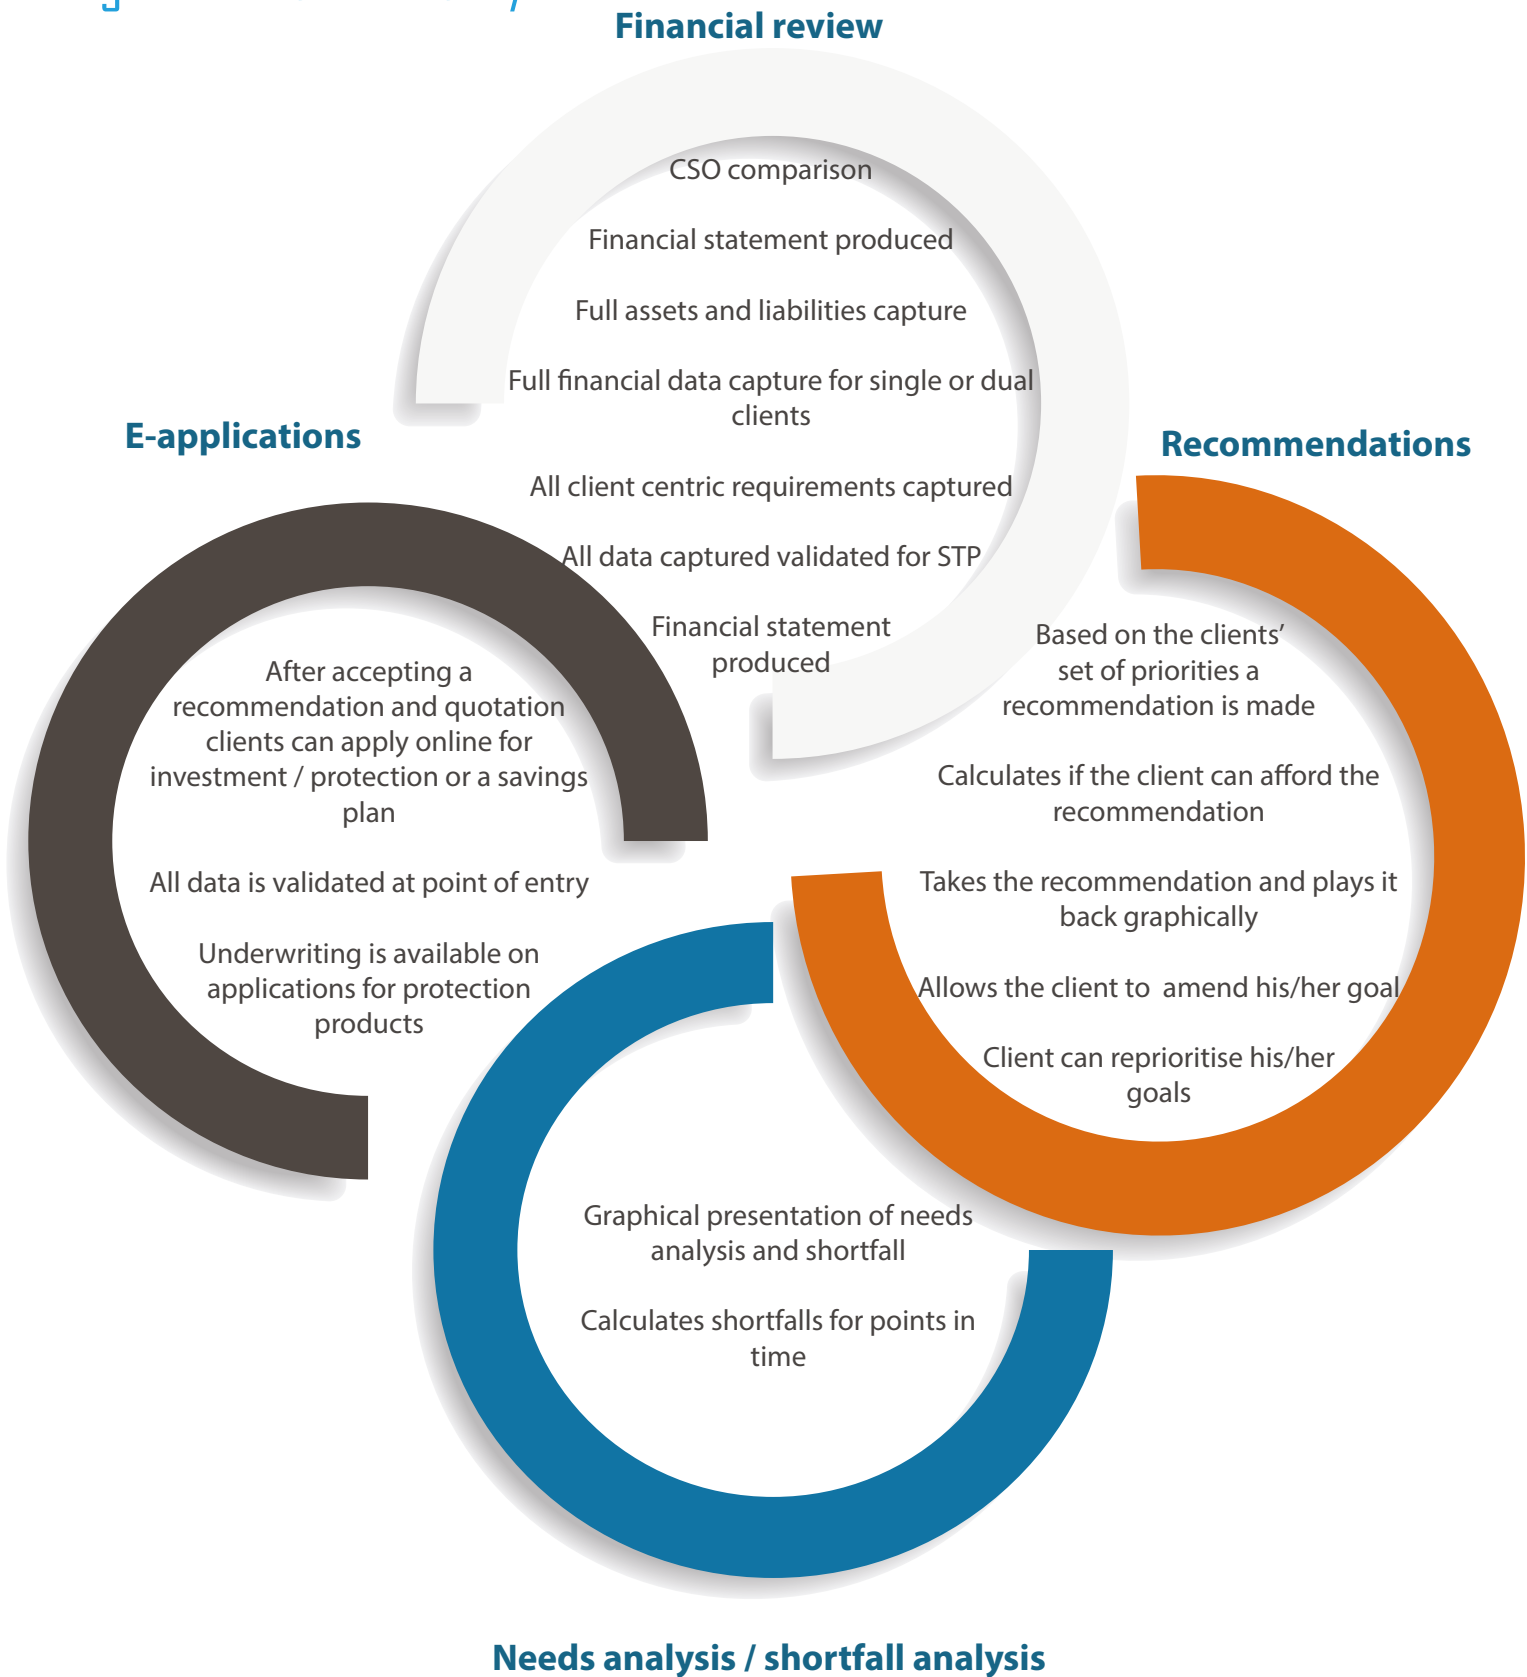 Financial review
CSO comparison
Financial statement produced
Full assets and liabilities capture
Full financial data capture for single or dual
clients
All client centric requirements captured
All data captured validated for STP
Financial statement
produced
E-applications
After accepting a
recommendation and quotation
clients can apply online for
investment / protection or a savings
plan
All data is validated at point of entry
Underwriting is available on
applications for protection
products
Recommendations
Based on the clients’
set of priorities a
recommendation is made
Calculates if the client can afford the
recommendation
Takes the recommendation and plays it
back graphically
Allows the client to  amend his/her goal
Client can reprioritise his/her
goals
Graphical presentation of needs
analysis and shortfall
Calculates shortfalls for points in
time
Needs analysis / shortfall analysis